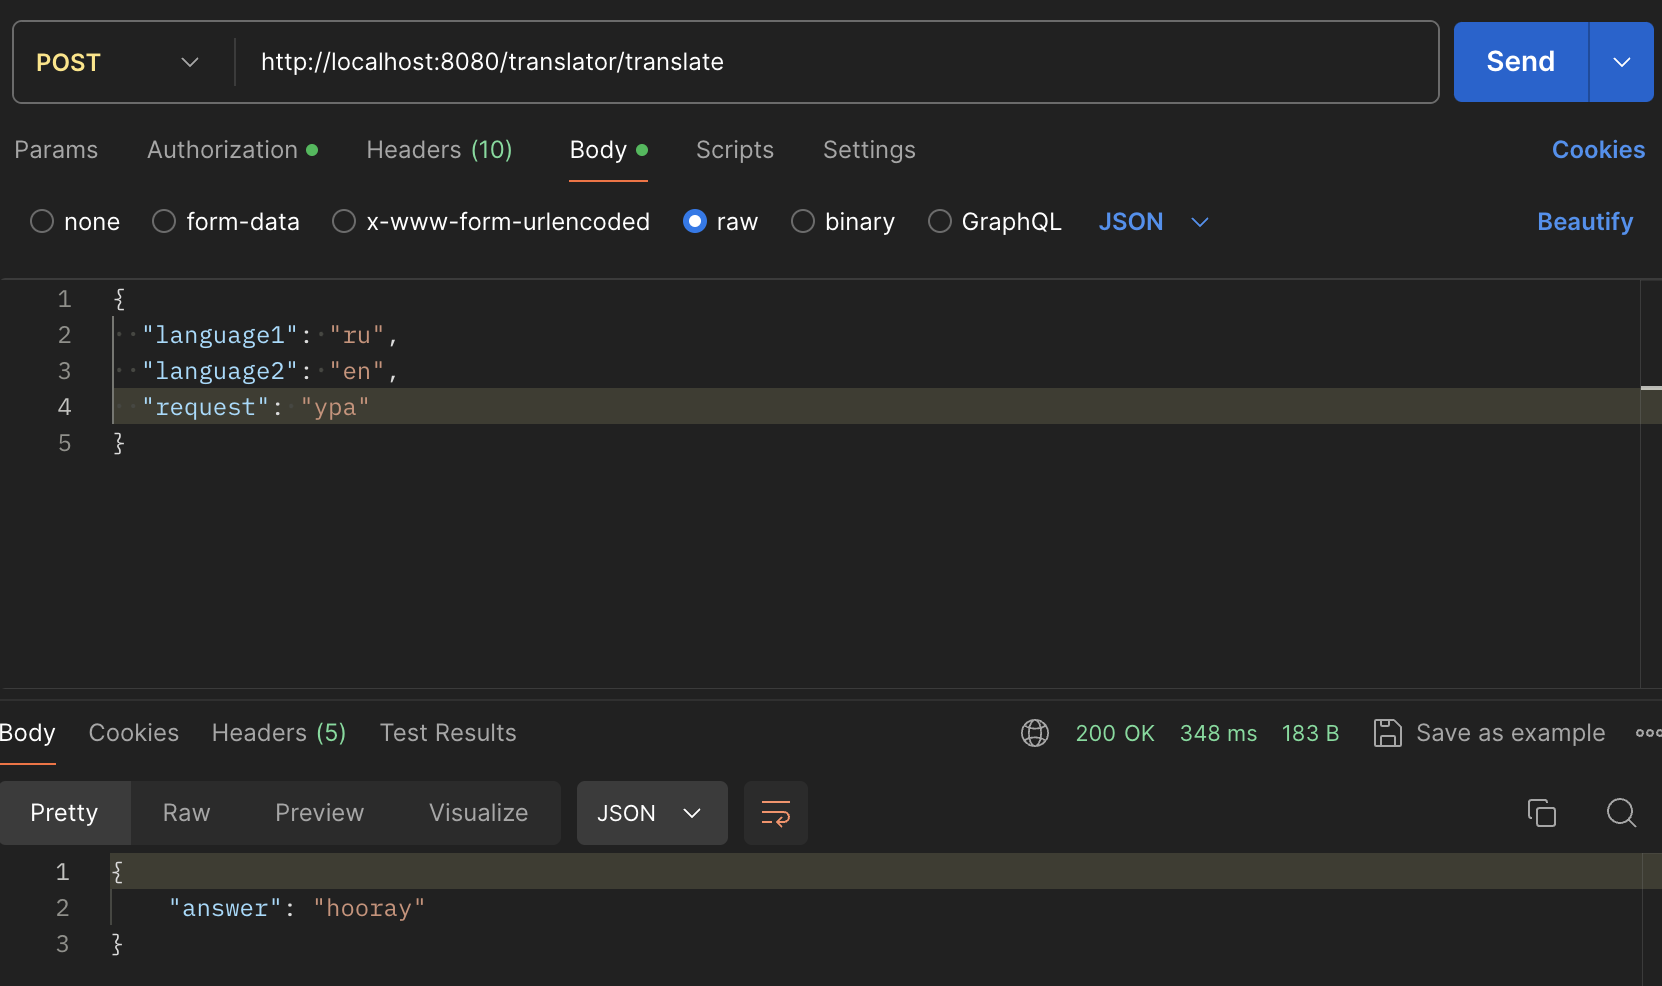 POST http://localhost:8080/translator/translate Send
Params Authorization Headers (10) Body Scripts Settings Cookies
none form-data x-www-form-urlencoded raw binary GraphQL JSON Beautify
1 {
2 "language1": "ru",
3 "language2": "en",
4 "request": "ура"
5 }
Body Cookies Headers (5) Test Results 200 OK 348 ms 183 B Save as example
Pretty Raw Preview Visualize JSON
1 {
2 "answer": "hooray"
3 }